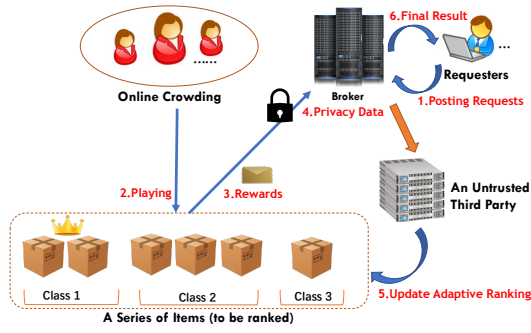 6.Final Result
......
...
Online Crowding
Broker
Requesters
4.Privacy Data
1.Posting Requests
2.Playing
3.Rewards
An Untrusted
Third Party
Class 1
Class 2
Class 3
5.Update Adaptive Ranking
A Series of Items (to be ranked)